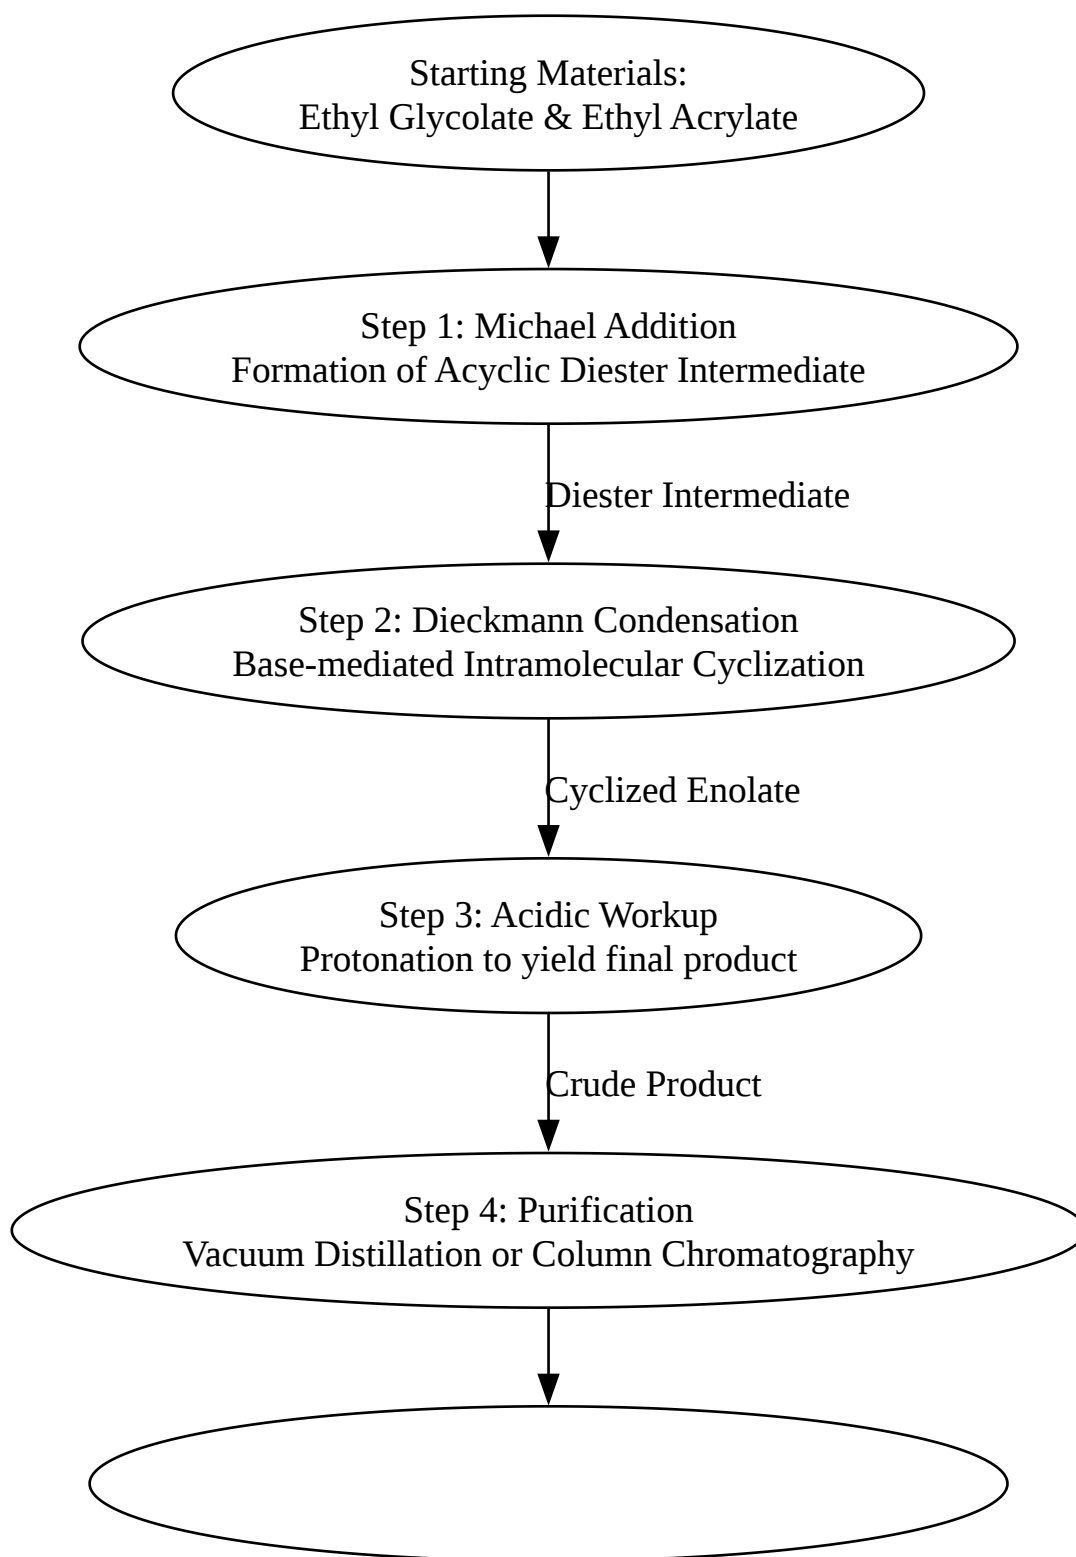 Starting Materials:
Ethyl Glycolate & Ethyl Acrylate
Step 1: Michael Addition
Formation of Acyclic Diester Intermediate
Diester Intermediate
Step 2: Dieckmann Condensation
Base-mediated Intramolecular Cyclization
Cyclized Enolate
Step 3: Acidic Workup
Protonation to yield final product
Crude Product
Step 4: Purification
Vacuum Distillation or Column Chromatography